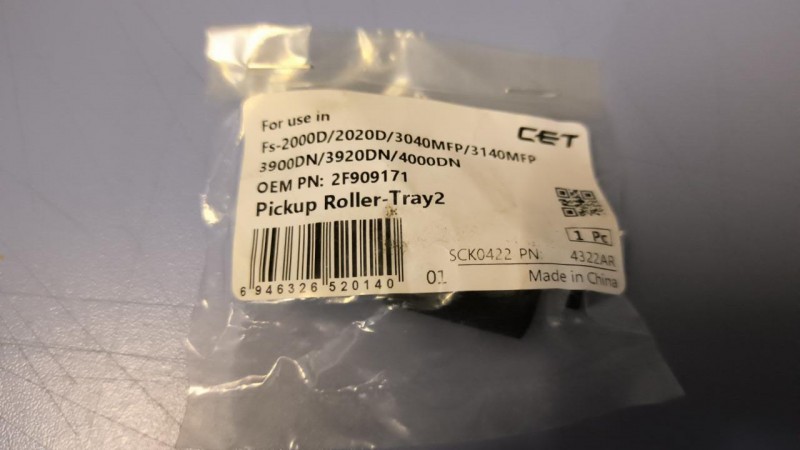 For use in
CET
Fs-2000D/2020D/3040MFP/3140MFP
3900DN/3920DN/4000DN
OEM PN: 2F909171
Pickup Roller-Tray2
1 Pc
SCK0422 PN: 4322AR
6 946326 520140
01
Made in China